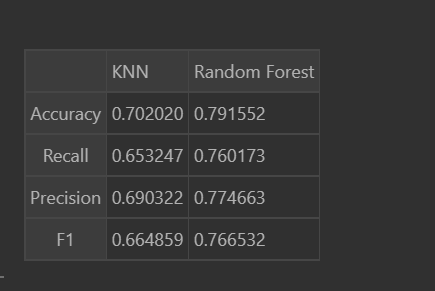 KNN Random Forest
Accuracy 0.702020 0.791552
Recall 0.653247 0.760173
Precision 0.690322 0.774663
F1 0.664859 0.766532